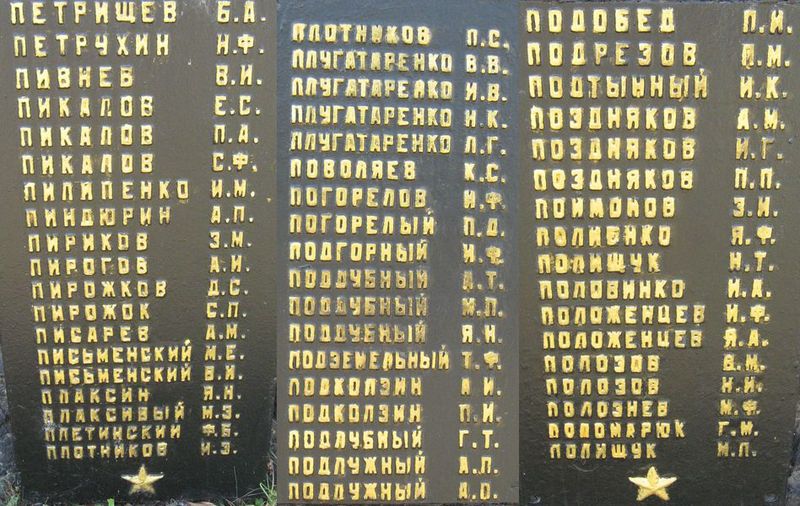 ПЕТРИЩЕВ Б.А.
ПЕТРУХИН Н.Ф.
ПИВНЕВ В.И.
ПИКАЛОВ Е.С.
ПИКАЛОВ П.А.
ПИКАЛОВ С.Ф.
ПИЛИПЕНКО И.М.
ПИНДЮРИН А.П.
ПИРИКОВ З.М.
ПИРОГОВ А.И.
ПИРОЖКОВ Д.С.
ПИРОЖОК С.П.
ПИСАРЕВ А.М.
ПИСЬМЕНСКИЙ М.Е.
ПИСЬМЕНСКИЙ В.И.
ПЛАКСИН Я.Н.
ПЛАКСИВЫЙ М.З.
ПЛЕТИНСКИЙ Ф.Б.
ПЛОТНИКОВ И.З.
ПЛОТНИКОВ П.С.
ПЛУГАТАРЕНКО В.В.
ПЛУГАТАРЕНКО И.В.
ПЛУГАТАРЕНКО Н.К.
ПЛУГАТАРЕНКО Л.Г.
ПОВОЛЯЕВ К.С.
ПОГОРЕЛОВ И.Ф.
ПОГОРЕЛЫЙ П.Д.
ПОДГОРНЫЙ И.Ф.
ПОДДУБНЫЙ А.Т.
ПОДДУБНЫЙ М.П.
ПОДДУБНЫЙ Я.Н.
ПОДЗЕМЕЛЬНЫЙ Т.Ф.
ПОДКОЛЗИН А.И.
ПОДКОЛЗИН П.И.
ПОДЛУБНЫЙ Г.Т.
ПОДЛУЖНЫЙ А.П.
ПОДЛУЖНЫЙ А.О.
ПОДОБЕД П.И.
ПОДРЕЗОВ П.М.
ПОДТЫННЫЙ И.К.
ПОЗДНЯКОВ А.М.
ПОЗДНЯКОВ И.Г.
ПОЗДНЯКОВ П.П.
ПОЙМОНОВ З.И.
ПОЛИЕНКО Я.Ф.
ПОЛИЩУК Н.Т.
ПОЛОВИНКО И.А.
ПОЛОЖЕНЦЕВ И.Ф.
ПОЛОЖЕНЦЕВ Я.А.
ПОЛОЗОВ В.М.
ПОЛОЗОВ Н.И.
ПОЛОЗНЕВ М.Ф.
ПОНОМАРЮК Г.М.
ПОЛИЩУК М.П.